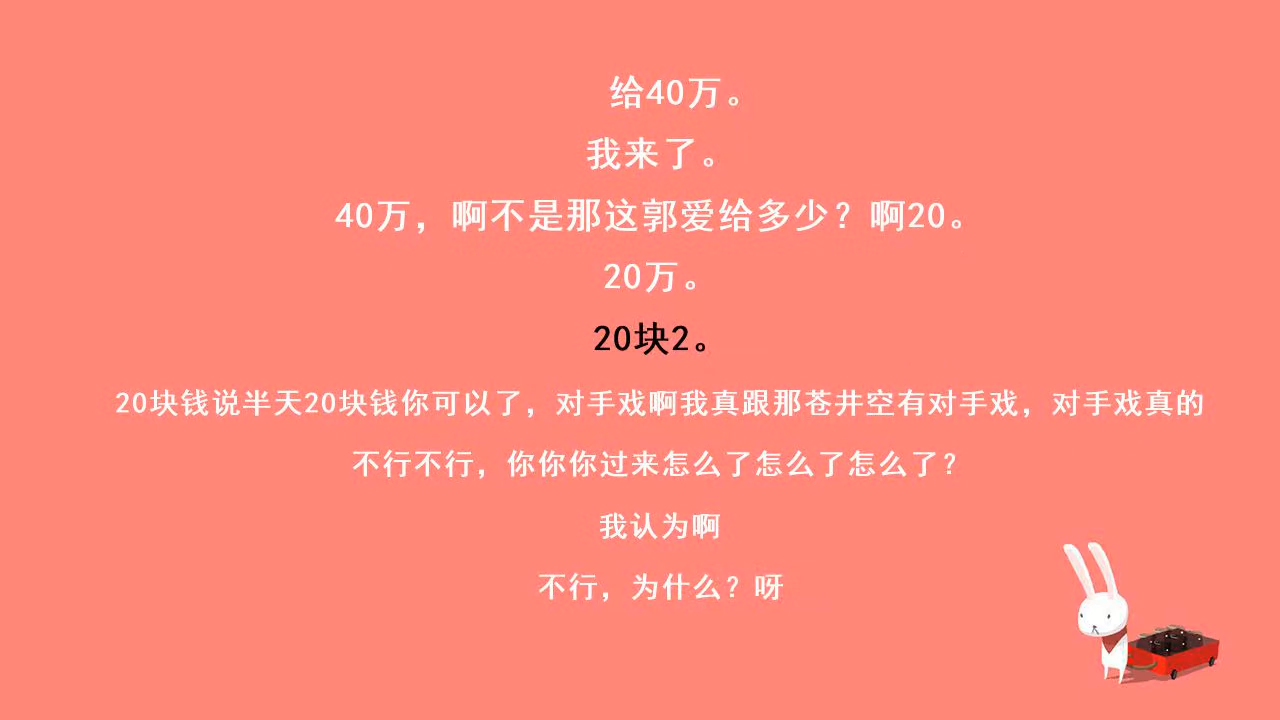 给40万。
我来了。
40万，啊不是那这郭爱给多少？啊20。
20万。
20块2。
20块钱说半天20块钱你可以了，对手戏啊我真跟那苍井空有对手戏，对手戏真的
不行不行，你你你过来怎么了怎么了怎么了？
我认为啊
不行，为什么？呀